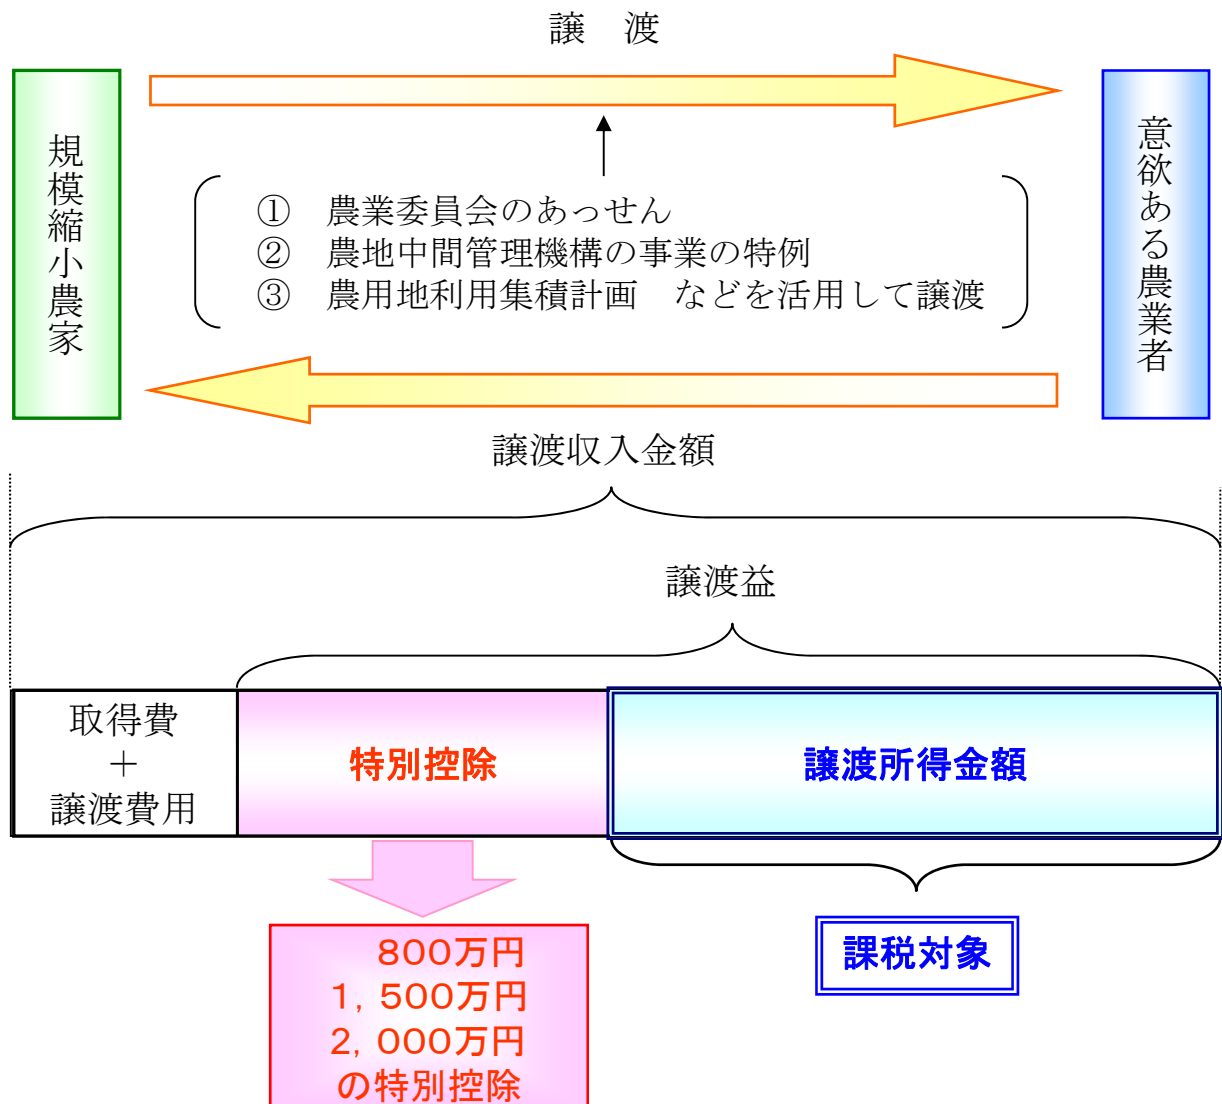 譲　渡
規模縮小農家
意欲ある農業者
①　農業委員会のあっせん
②　農地中間管理機構の事業の特例
③　農用地利用集積計画　などを活用して譲渡
譲渡収入金額
譲渡益
取得費
＋
譲渡費用
特別控除
譲渡所得金額
800万円
1，500万円
2，000万円
の特別控除
課税対象